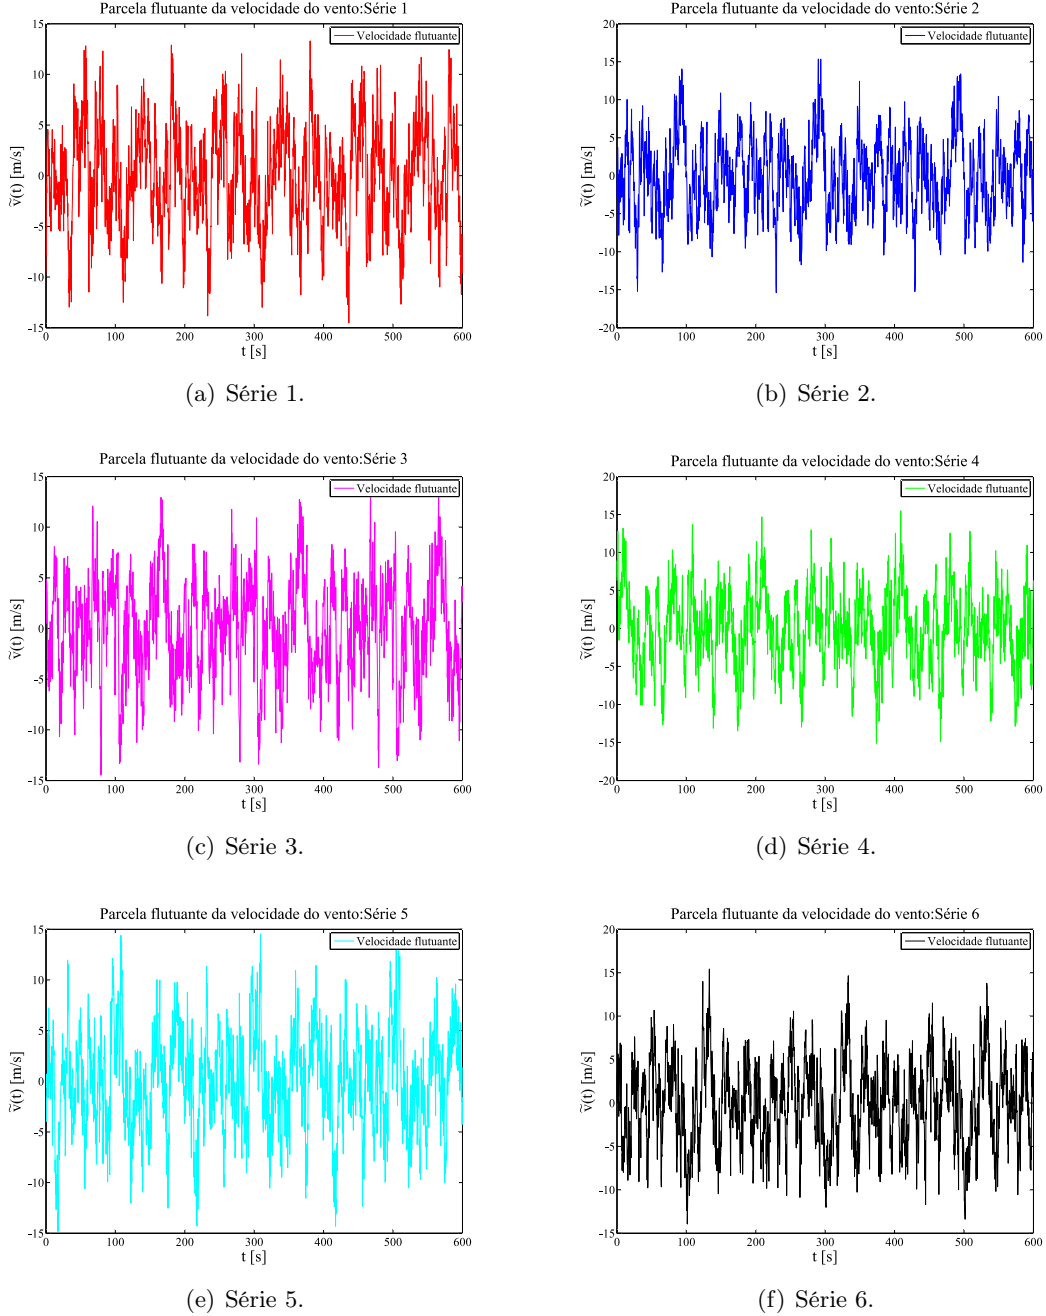 Parcela flutuante da velocidade do vento:Série 1
Velocidade flutuante
15
10
5
0
-5
-10
-15
ṽ(t) [m/s]
0 100 200 300 400 500 600
t [s]
(a) Série 1.
Parcela flutuante da velocidade do vento:Série 2
Velocidade flutuante
20
15
10
5
0
-5
-10
-15
-20
ṽ(t) [m/s]
0 100 200 300 400 500 600
t [s]
(b) Série 2.
Parcela flutuante da velocidade do vento:Série 3
Velocidade flutuante
15
10
5
0
-5
-10
-15
ṽ(t) [m/s]
0 100 200 300 400 500 600
t [s]
(c) Série 3.
Parcela flutuante da velocidade do vento:Série 4
Velocidade flutuante
20
15
10
5
0
-5
-10
-15
-20
ṽ(t) [m/s]
0 100 200 300 400 500 600
t [s]
(d) Série 4.
Parcela flutuante da velocidade do vento:Série 5
Velocidade flutuante
15
10
5
0
-5
-10
-15
ṽ(t) [m/s]
0 100 200 300 400 500 600
t [s]
(e) Série 5.
Parcela flutuante da velocidade do vento:Série 6
Velocidade flutuante
20
15
10
5
0
-5
-10
-15
ṽ(t) [m/s]
0 100 200 300 400 500 600
t [s]
(f) Série 6.